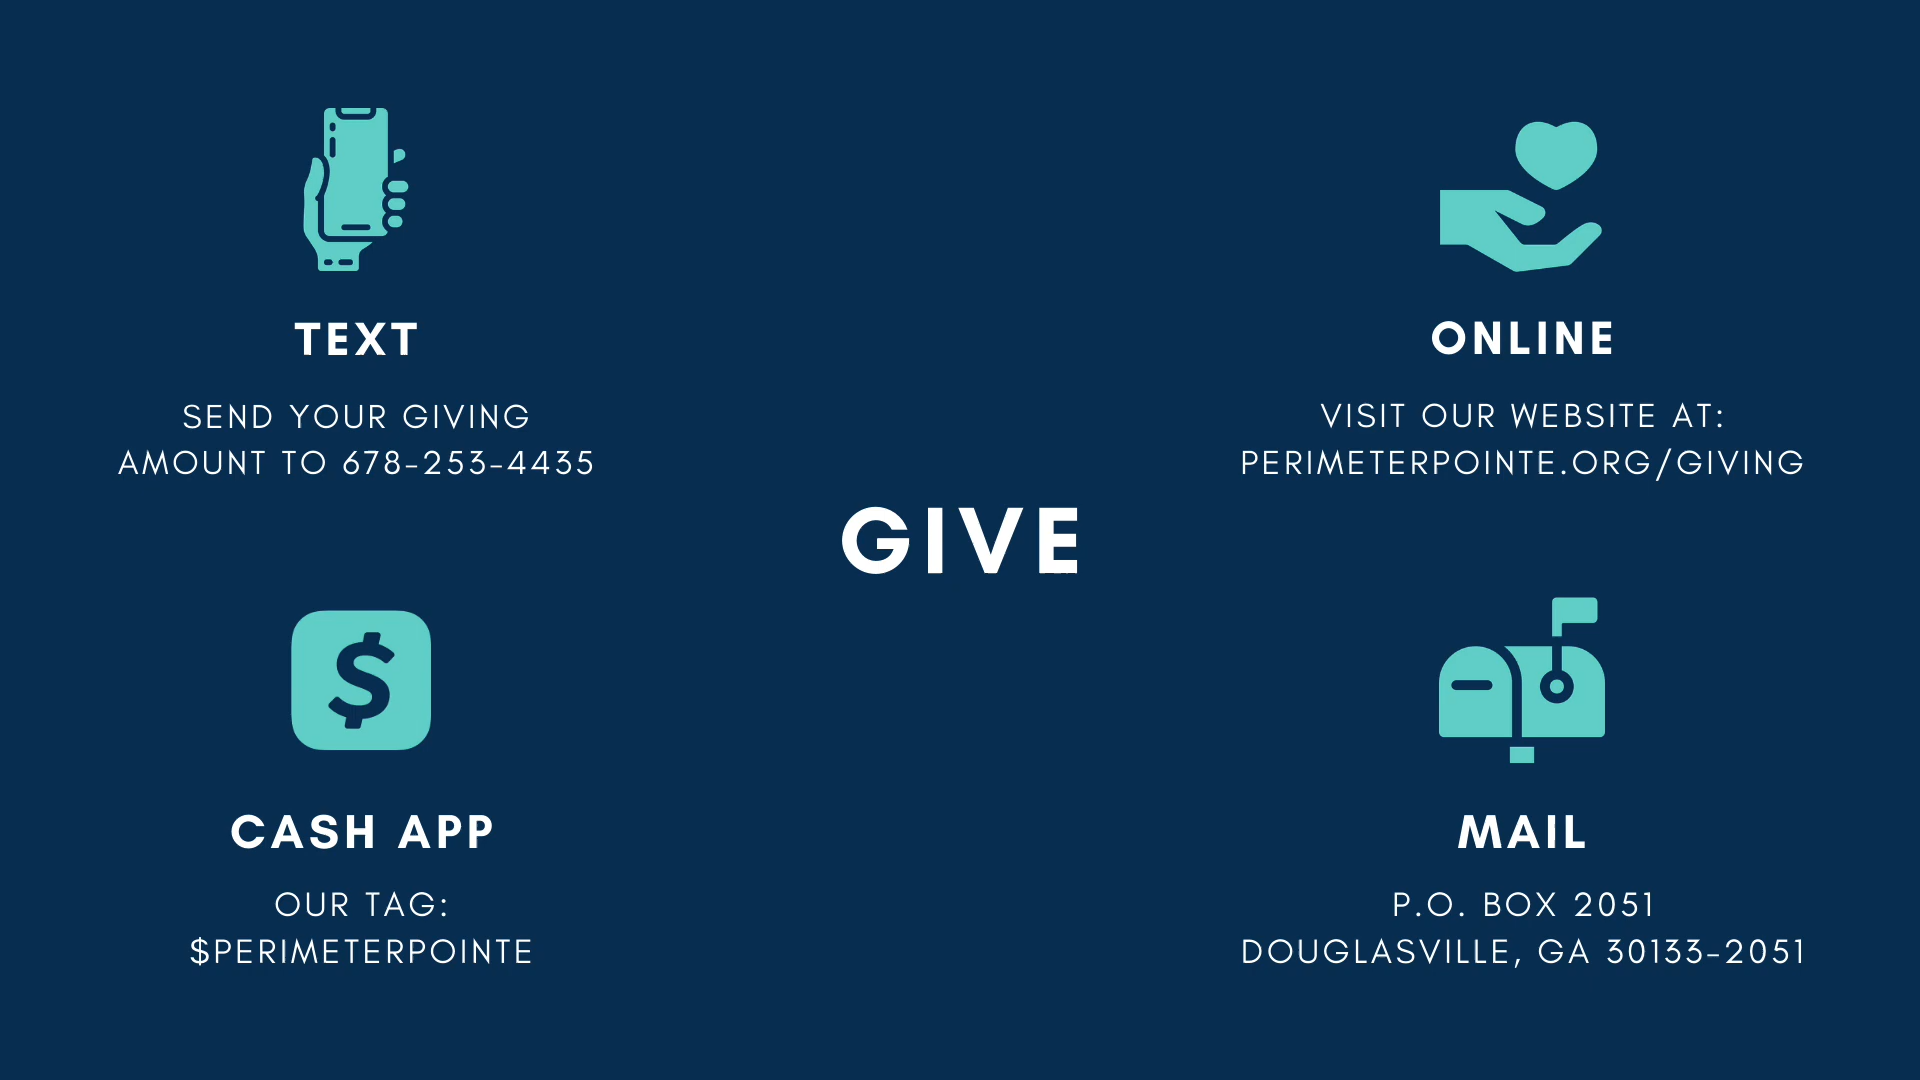 TEXT
SEND YOUR GIVING
AMOUNT TO 678-253-4435
ONLINE
VISIT OUR WEBSITE AT:
PERIMETERPOINTE.ORG/GIVING
GIVE
$
CASH APP
OUR TAG:
$PERIMETERPOINTE
MAIL
P.O. BOX 2051
DOUGLASVILLE, GA 30133-2051